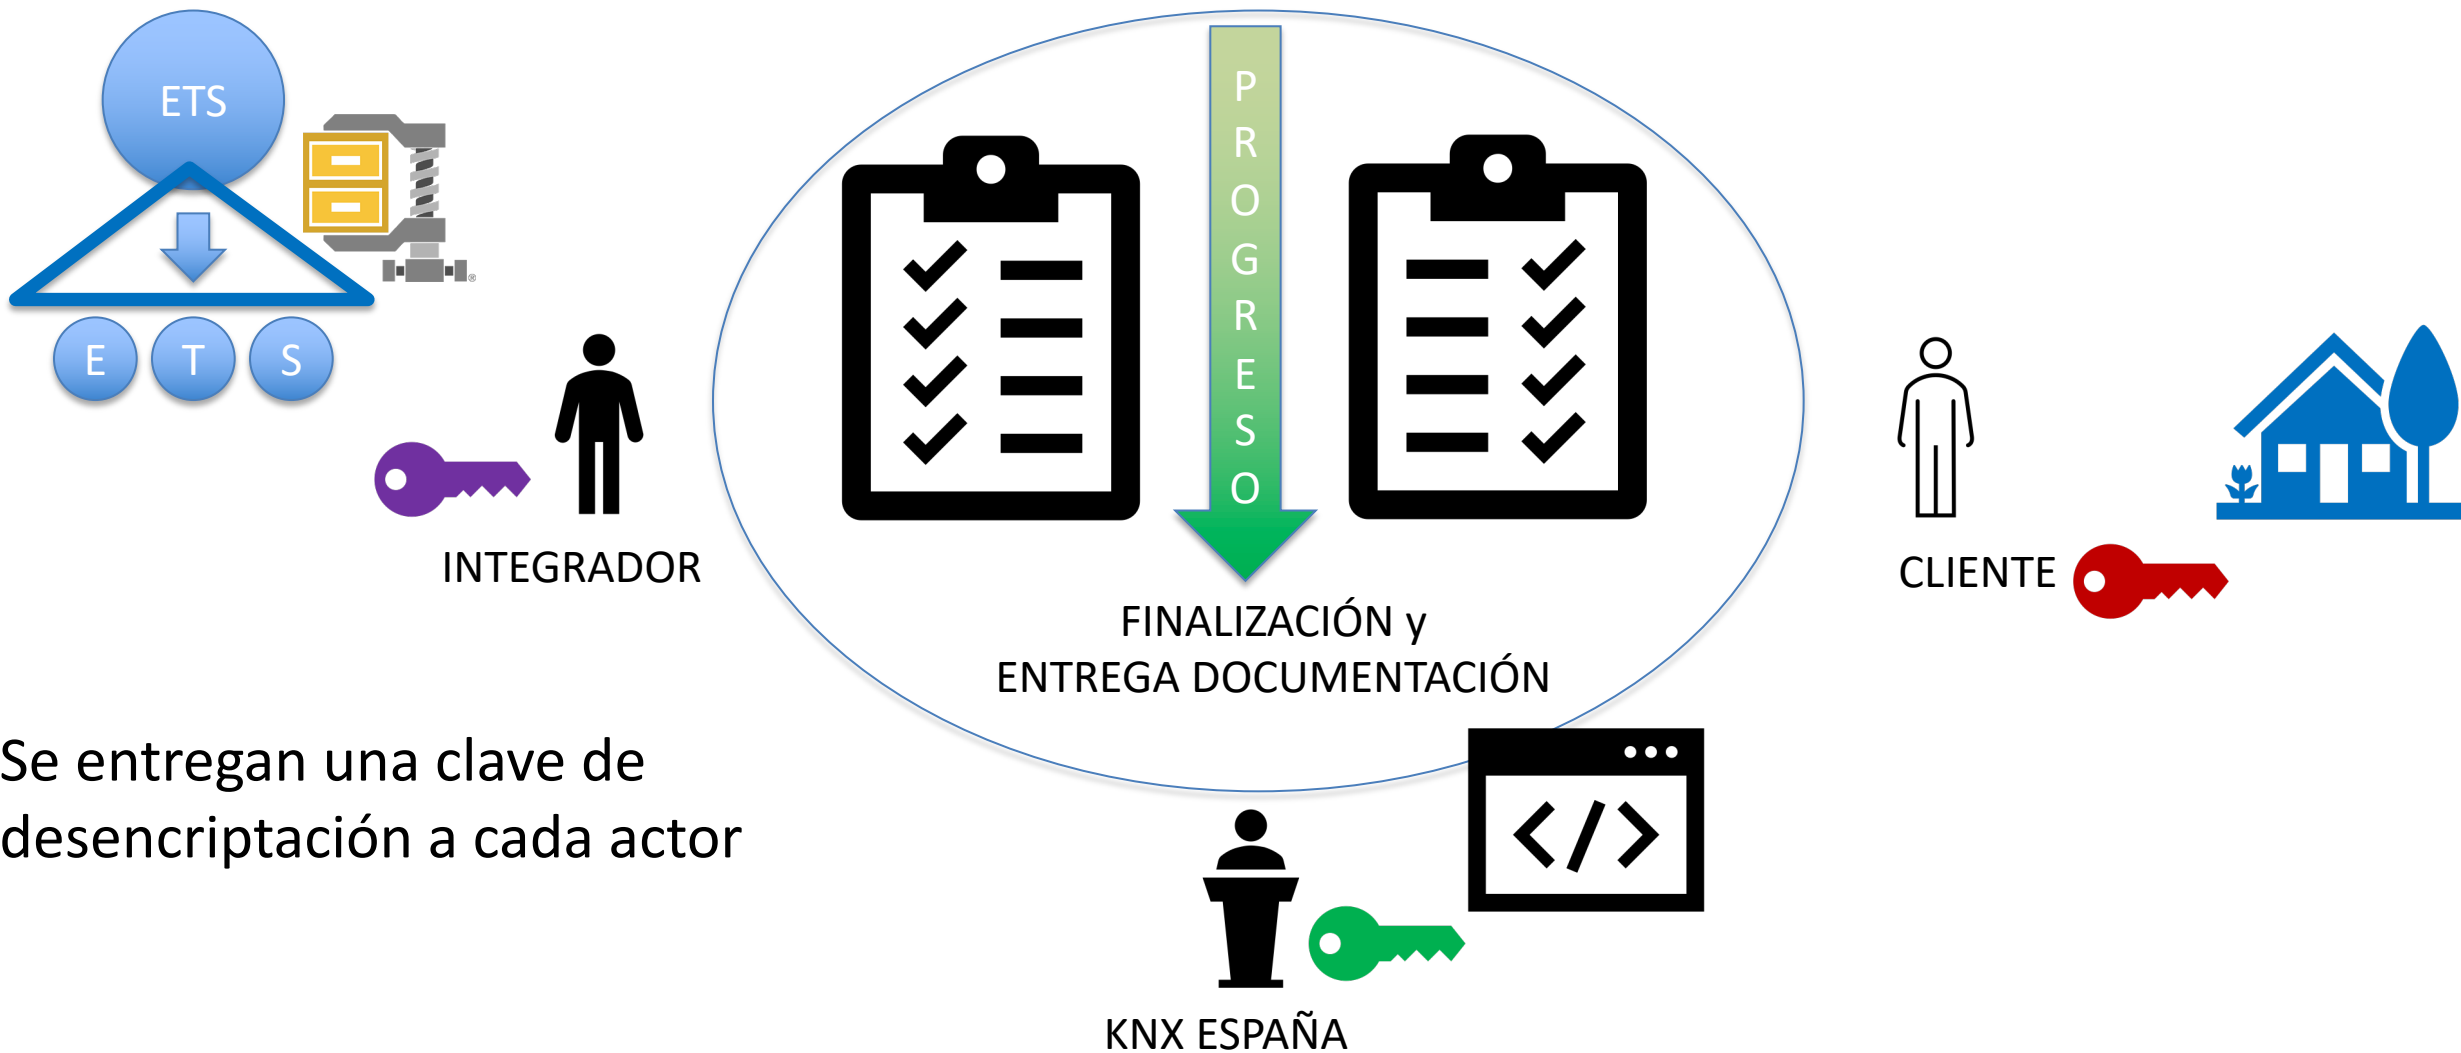 ETS
E T S
®
INTEGRADOR
P
R
O
G
R
E
S
O
FINALIZACIÓN y
ENTREGA DOCUMENTACIÓN
CLIENTE
Se entregan una clave de
desencriptación a cada actor
</>
KNX ESPAÑA